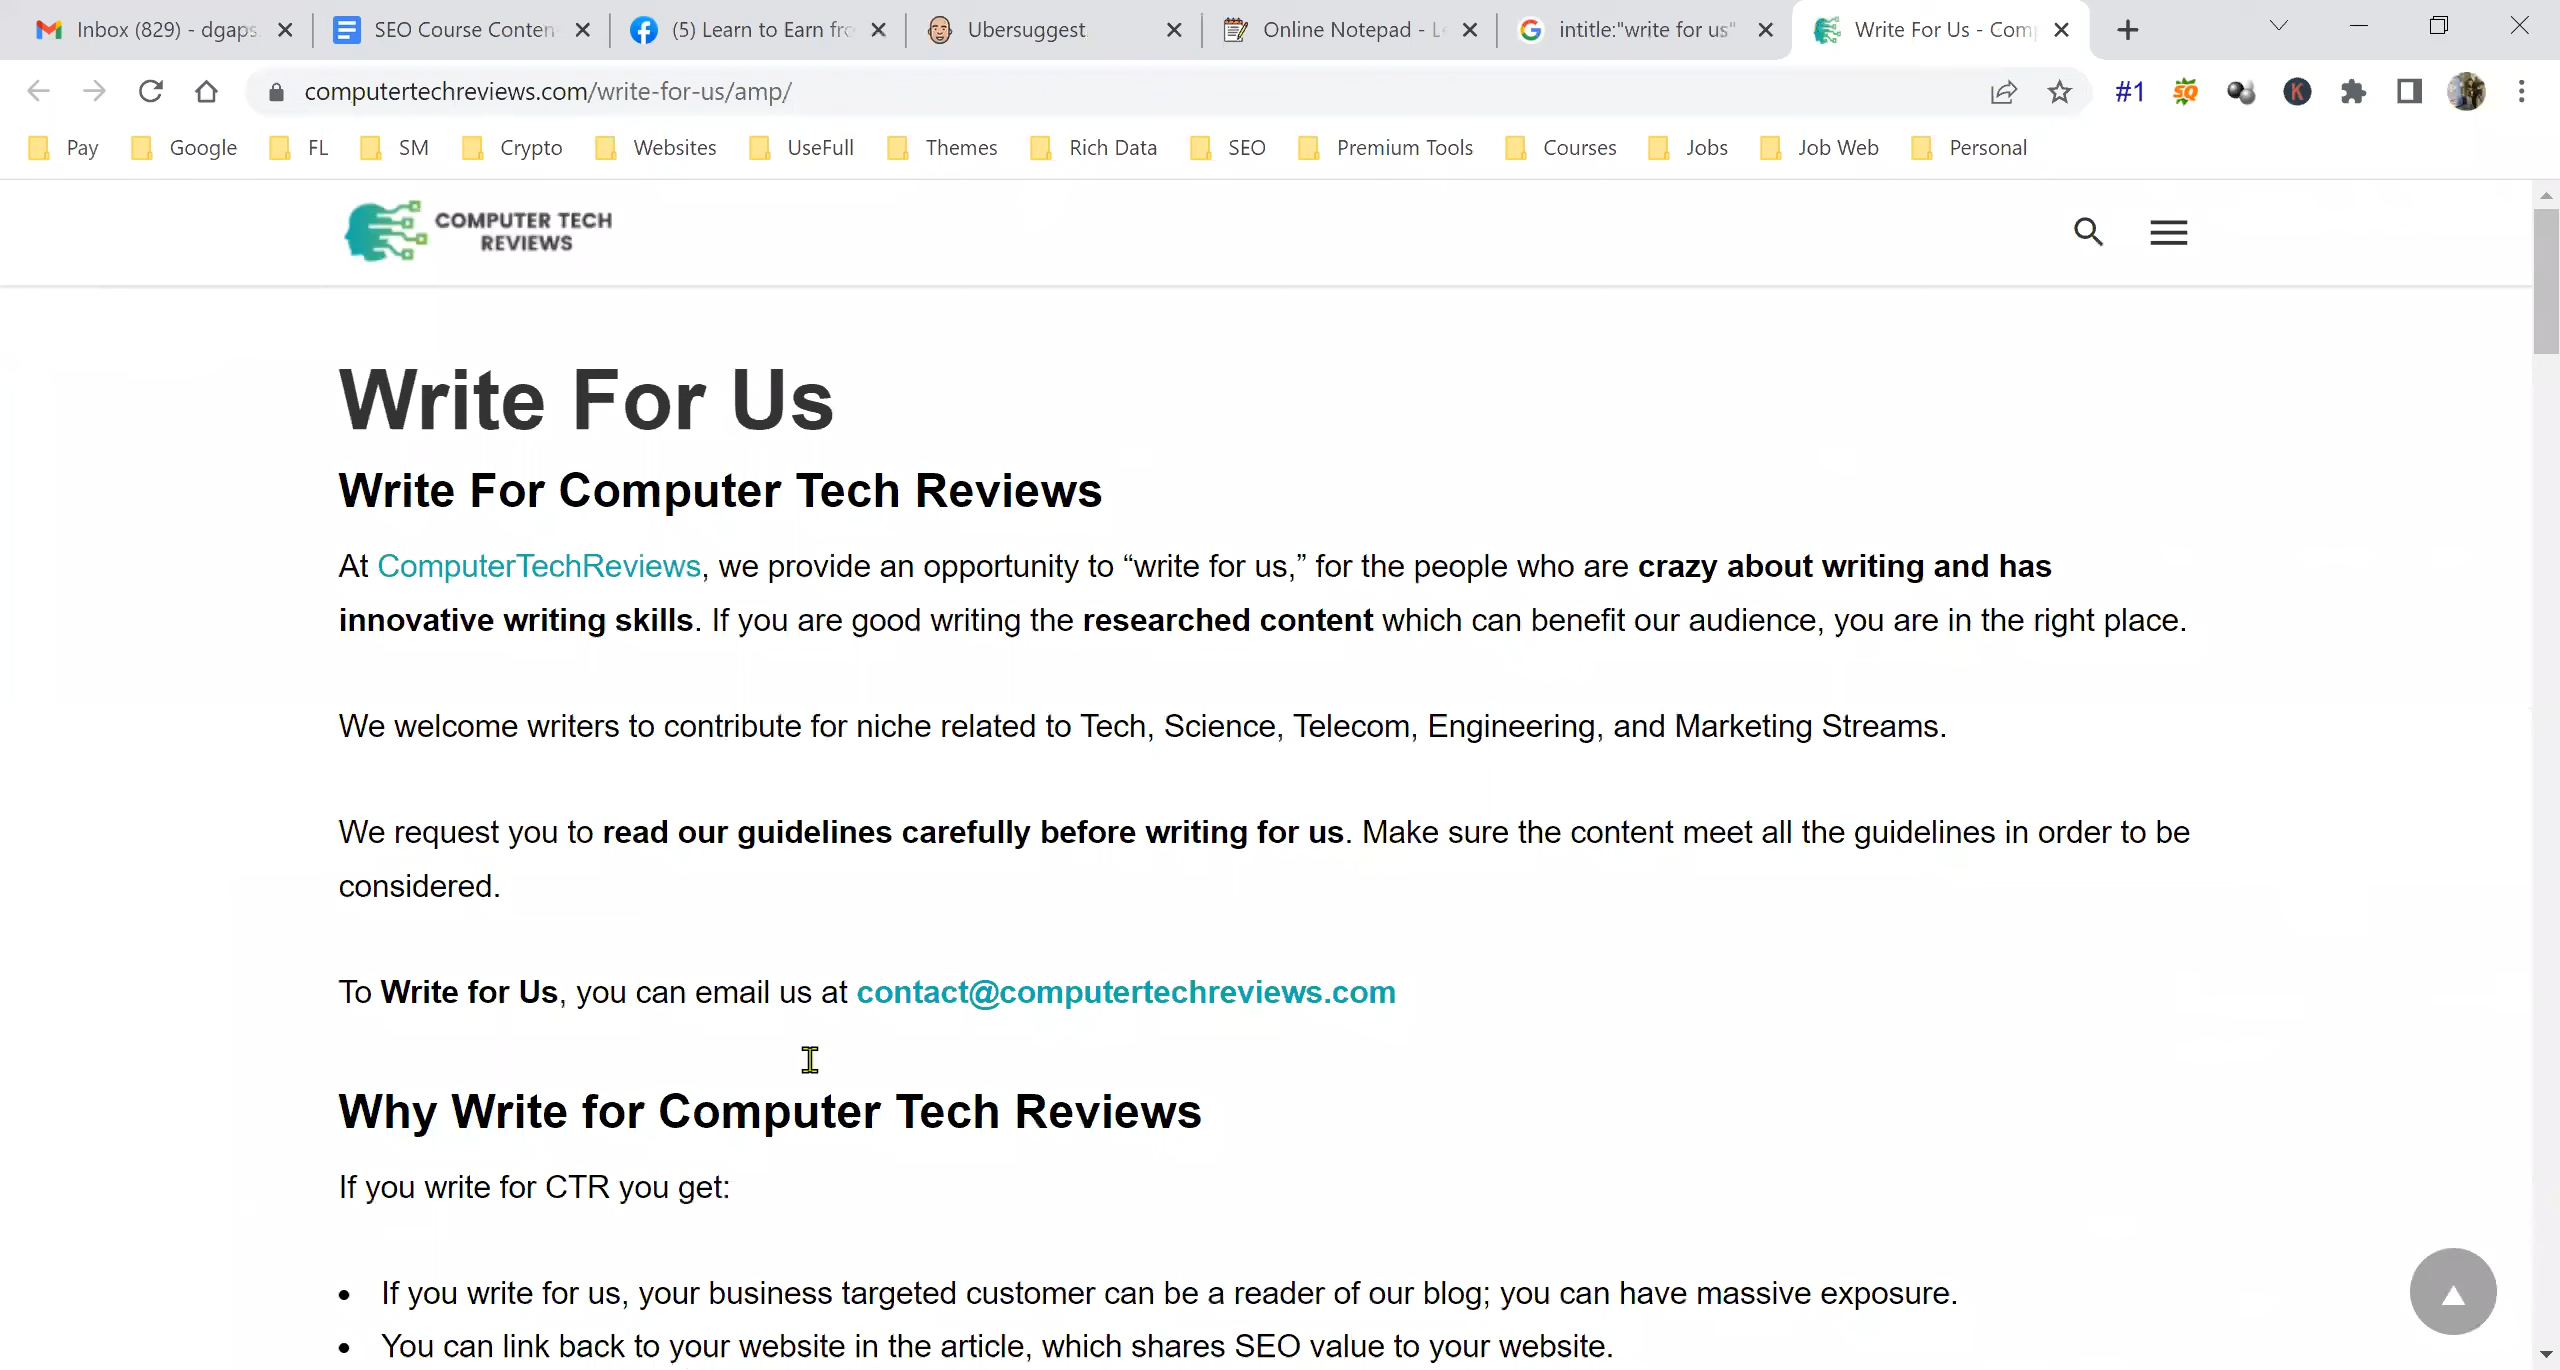 Inbox (829) - dgaps
SEO Course Conten
(5) Learn to Earn fro
Ubersuggest
Online Notepad - Le
intitle:"write for us"
Write For Us - Com
computertechreviews.com/write-for-us/amp/
#1
SQ
K
Pay
Google
FL
SM
Crypto
Websites
UseFull
Themes
Rich Data
SEO
Premium Tools
Courses
Jobs
Job Web
Personal
COMPUTER TECH
REVIEWS
Write For Us
Write For Computer Tech Reviews
At ComputerTechReviews, we provide an opportunity to “write for us,” for the people who are crazy about writing and has
innovative writing skills. If you are good writing the researched content which can benefit our audience, you are in the right place.
We welcome writers to contribute for niche related to Tech, Science, Telecom, Engineering, and Marketing Streams.
We request you to read our guidelines carefully before writing for us. Make sure the content meet all the guidelines in order to be
considered.
To Write for Us, you can email us at contact@computertechreviews.com
Why Write for Computer Tech Reviews
If you write for CTR you get:
• If you write for us, your business targeted customer can be a reader of our blog; you can have massive exposure.
• You can link back to your website in the article, which shares SEO value to your website.